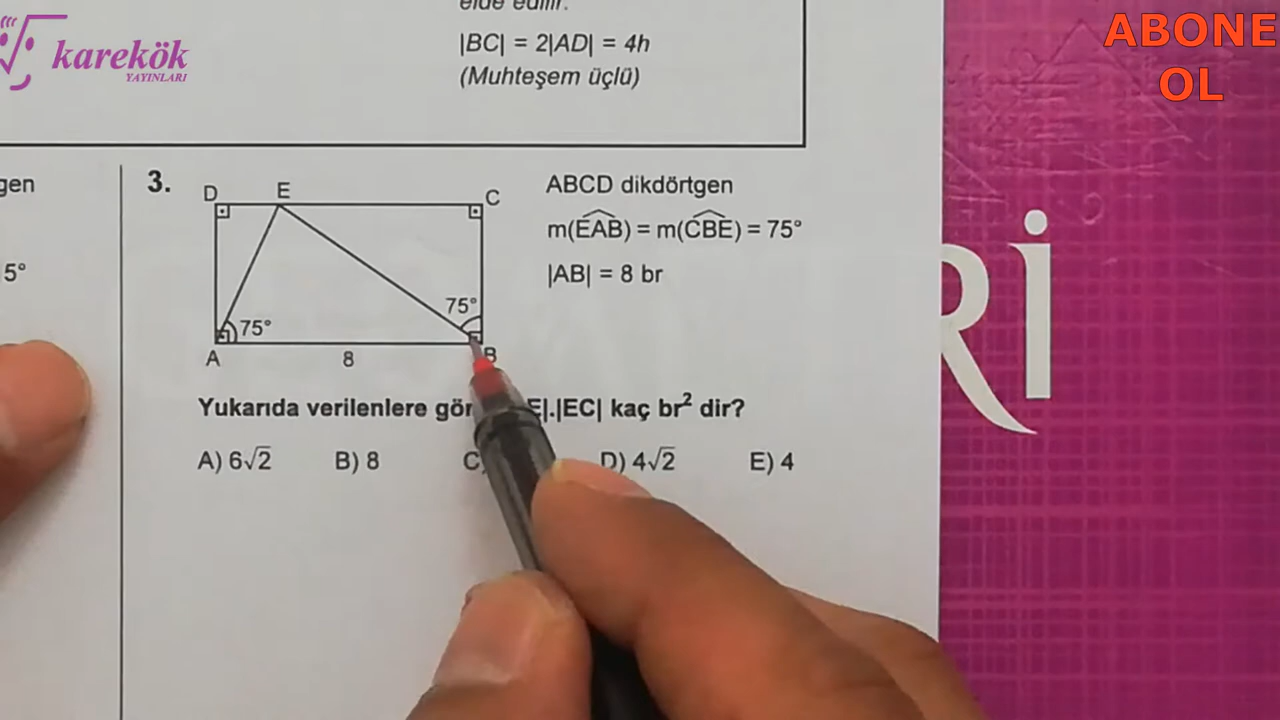 elde edilir.
|BC| = 2|AD| = 4h
(Muhteşem üçlü)
karekök
YAYINLARI
ABONE
OL
gen
5°
3.
D E C
75°
75°
A 8 B
ABCD dikdörtgen
m(EAB) = m(CBE) = 75°
|AB| = 8 br
Yukarıda verilenlere gör E|.|EC| kaç br² dir?
A) 6√2 B) 8 C) D) 4√2 E) 4
Rİ